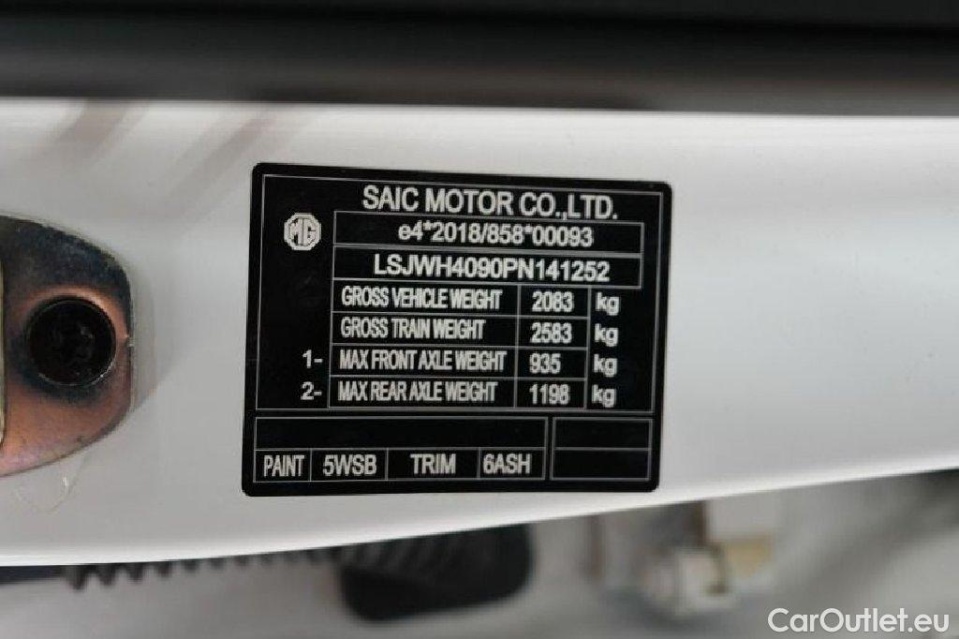 SAIC MOTOR CO.,LTD.
MG
e4*2018/858*00093
LSJWH4090PN141252
GROSS VEHICLE WEIGHT 2083 kg
GROSS TRAIN WEIGHT 2583 kg
1- MAX FRONT AXLE WEIGHT 935 kg
2- MAX REAR AXLE WEIGHT 1198 kg
PAINT 5WSB TRIM 6ASH
CarOutlet.eu